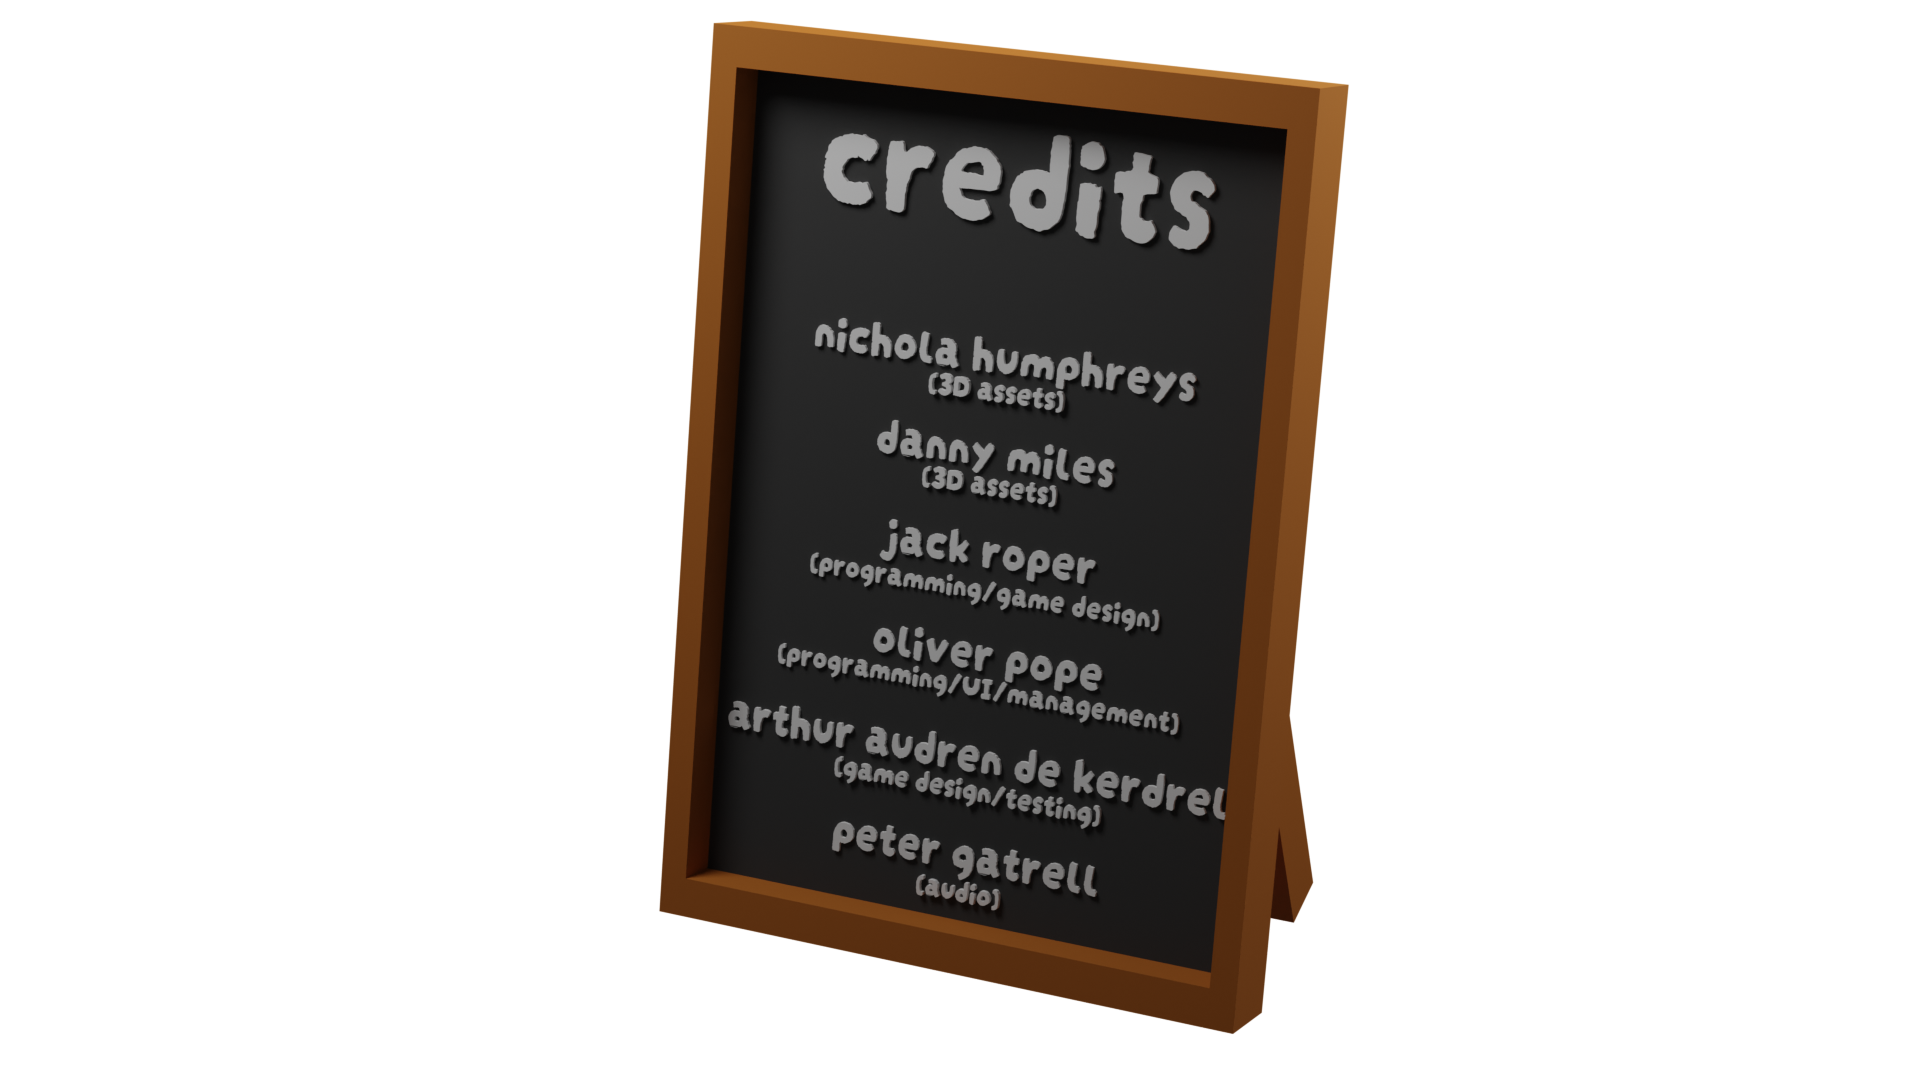 credits
nichola humphreys
(3D assets)
danny miles
(3D assets)
jack roper
(programming/game design)
oliver pope
(programming/UI/management)
arthur audren de kerdrel
(game design/testing)
peter gatrell
(audio)